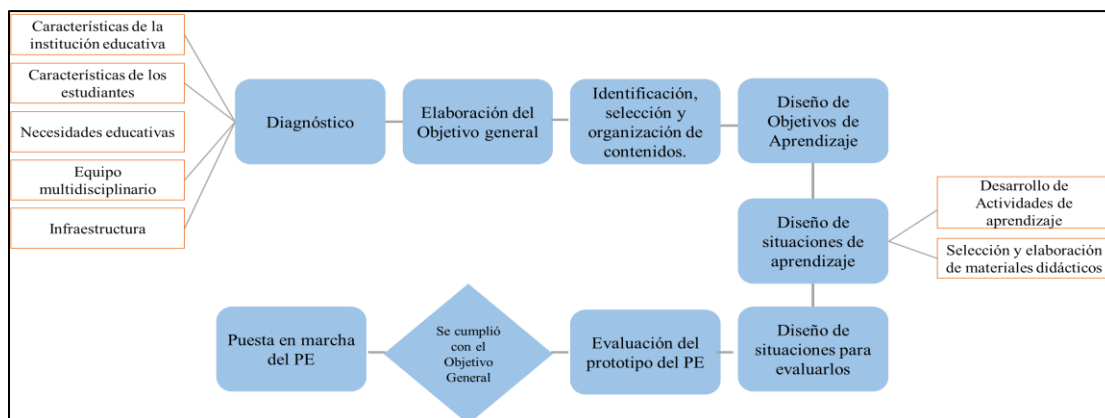 Características de la
institución educativa
Características de los
estudiantes
Necesidades educativas
Equipo
multidisciplinario
Infraestructura
Diagnóstico
Elaboración del
Objetivo general
Identificación,
selección y
organización de
contenidos.
Diseño de
Objetivos de
Aprendizaje
Diseño de
situaciones de
aprendizaje
Desarrollo de
Actividades de
aprendizaje
Selección y elaboración
de materiales didácticos
Diseño de
situaciones para
evaluarlos
Evaluación del
prototipo del PE
Se cumplió
con el
Objetivo
General
Puesta en marcha
del PE